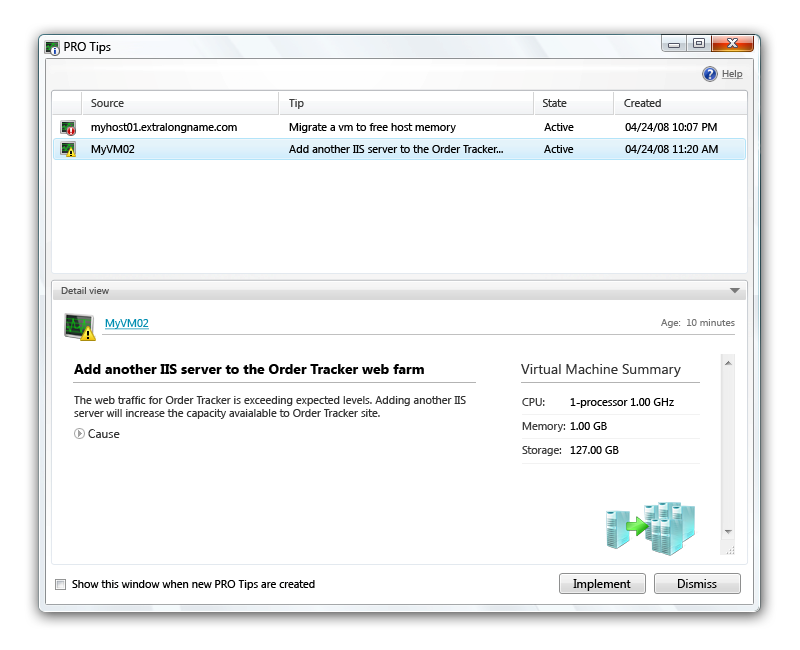 PRO Tips
Help
Source Tip State Created
myhost01.extralongname.com Migrate a vm to free host memory Active 04/24/08 10:07 PM
MyVM02 Add another IIS server to the Order Tracker... Active 04/24/08 11:20 AM
Detail view
MyVM02 Age: 10 minutes
Add another IIS server to the Order Tracker web farm
The web traffic for Order Tracker is exceeding expected levels. Adding another IIS
server will increase the capacity avaialable to Order Tracker site.
Cause
Virtual Machine Summary
CPU: 1-processor 1.00 GHz
Memory: 1.00 GB
Storage: 127.00 GB
Show this window when new PRO Tips are created
Implement Dismiss